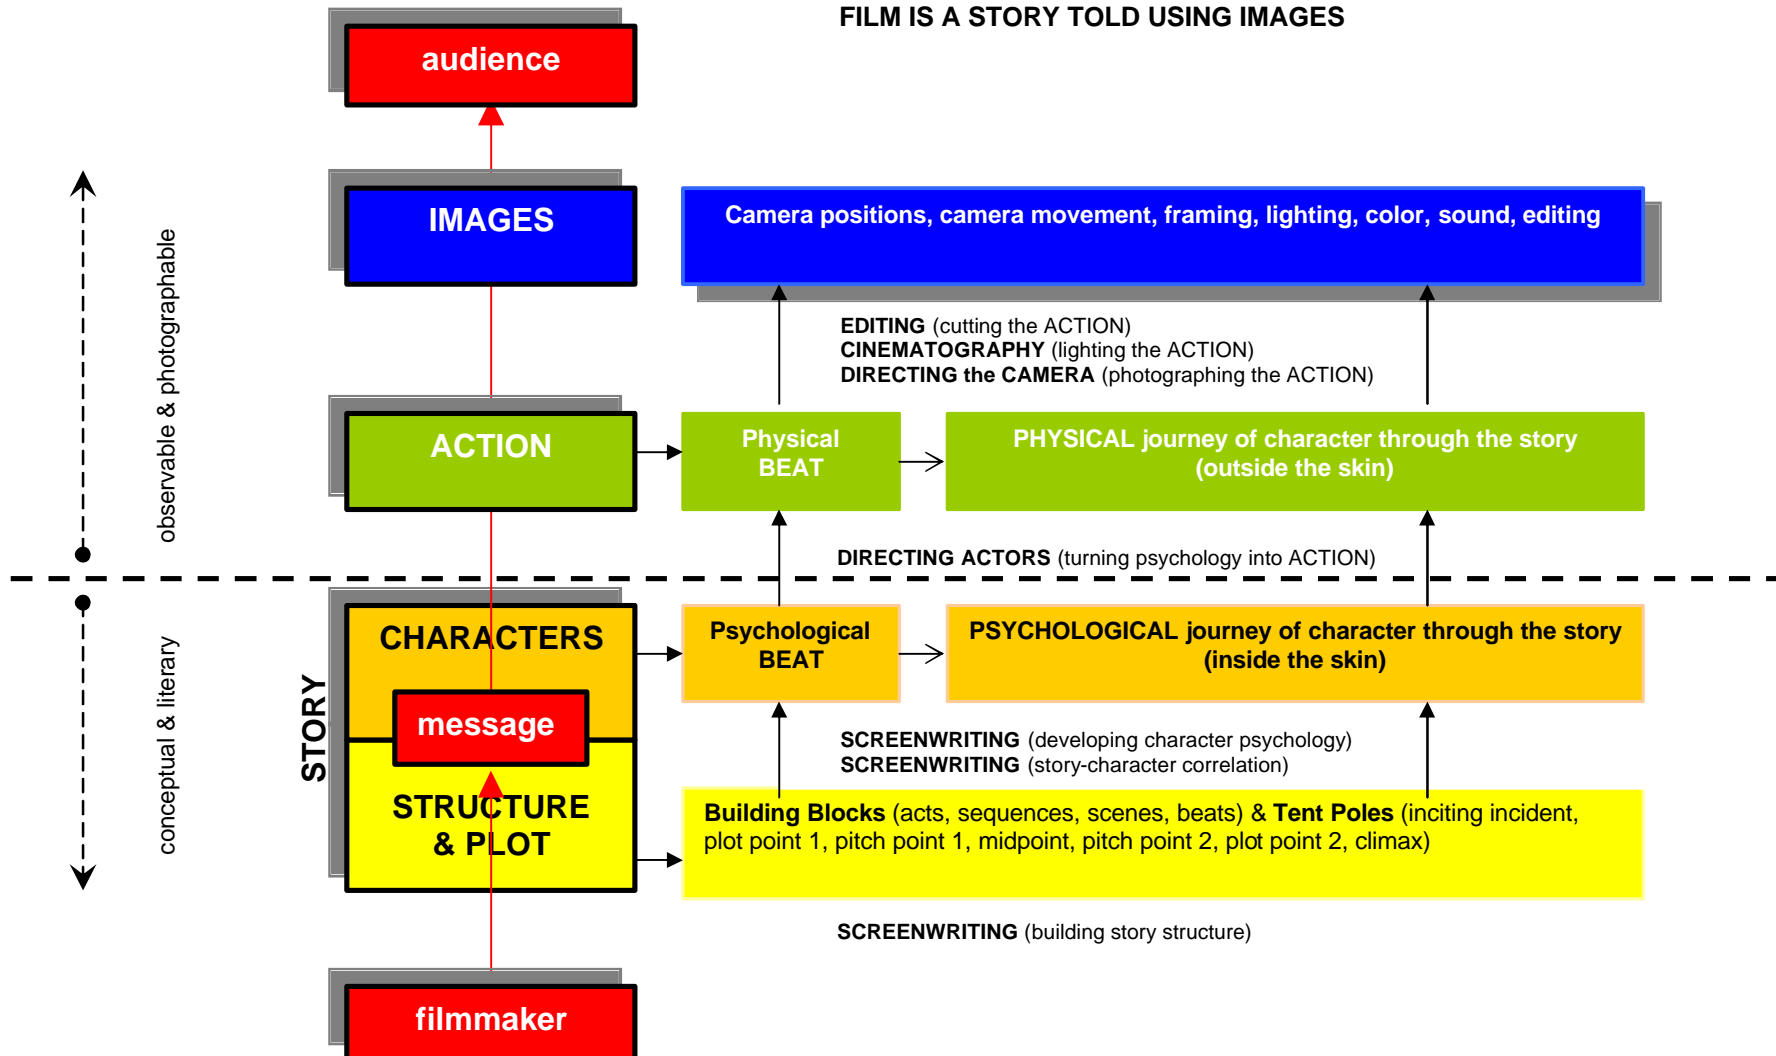 FILM IS A STORY TOLD USING IMAGES
audience
IMAGES
Camera positions, camera movement, framing, lighting, color, sound, editing
observable & photographable
EDITING (cutting the ACTION)
CINEMATOGRAPHY (lighting the ACTION)
DIRECTING the CAMERA (photographing the ACTION)
ACTION
Physical
BEAT
PHYSICAL journey of character through the story
(outside the skin)
DIRECTING ACTORS (turning psychology into ACTION)
conceptual & literary
STORY
CHARACTERS
Psychological
BEAT
PSYCHOLOGICAL journey of character through the story
(inside the skin)
message
SCREENWRITING (developing character psychology)
SCREENWRITING (story-character correlation)
STRUCTURE
& PLOT
Building Blocks (acts, sequences, scenes, beats) & Tent Poles (inciting incident,
plot point 1, pitch point 1, midpoint, pitch point 2, plot point 2, climax)
SCREENWRITING (building story structure)
filmmaker